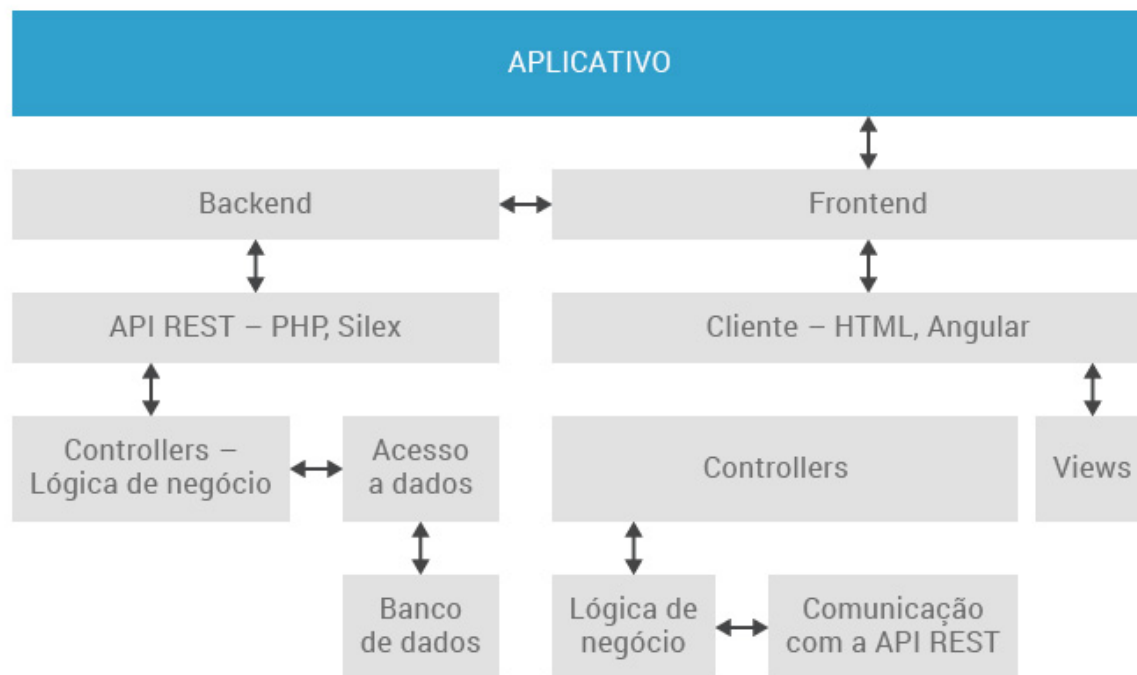 APLICATIVO
Backend
Frontend
API REST – PHP, Silex
Cliente – HTML, Angular
Controllers –
Lógica de negócio
Acesso
a dados
Controllers
Views
Banco
de dados
Lógica de
negócio
Comunicação
com a API REST